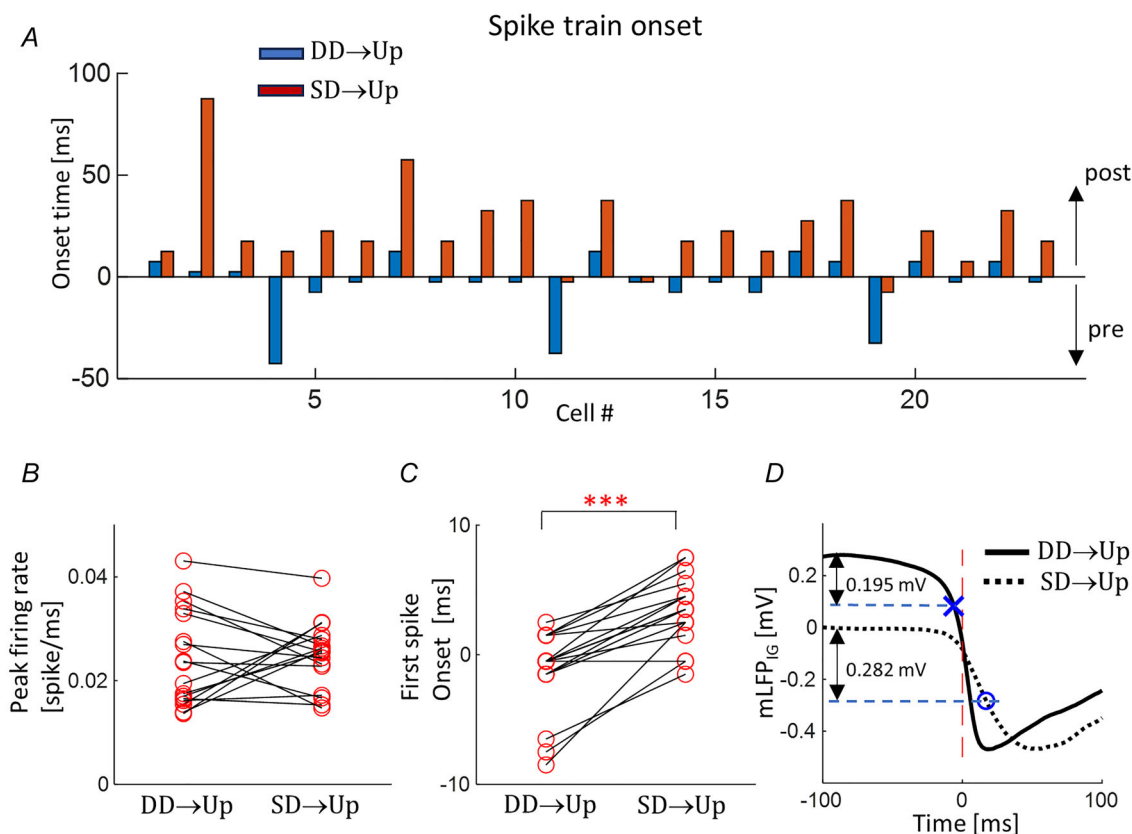 Spike train onset
A
DD→Up
SD→Up
Onset time [ms]
100
50
0
-50
post
pre
5
10
15
20
Cell #
B
Peak firing rate
[spike/ms]
0.04
0.02
0
DD→Up
SD→Up
C
***
First spike
Onset [ms]
10
0
-10
DD→Up
SD→Up
D
mLFP_IG [mV]
0.2
0
-0.2
-0.4
DD→Up
SD→Up
0.195 mV
0.282 mV
-100
0
100
Time [ms]